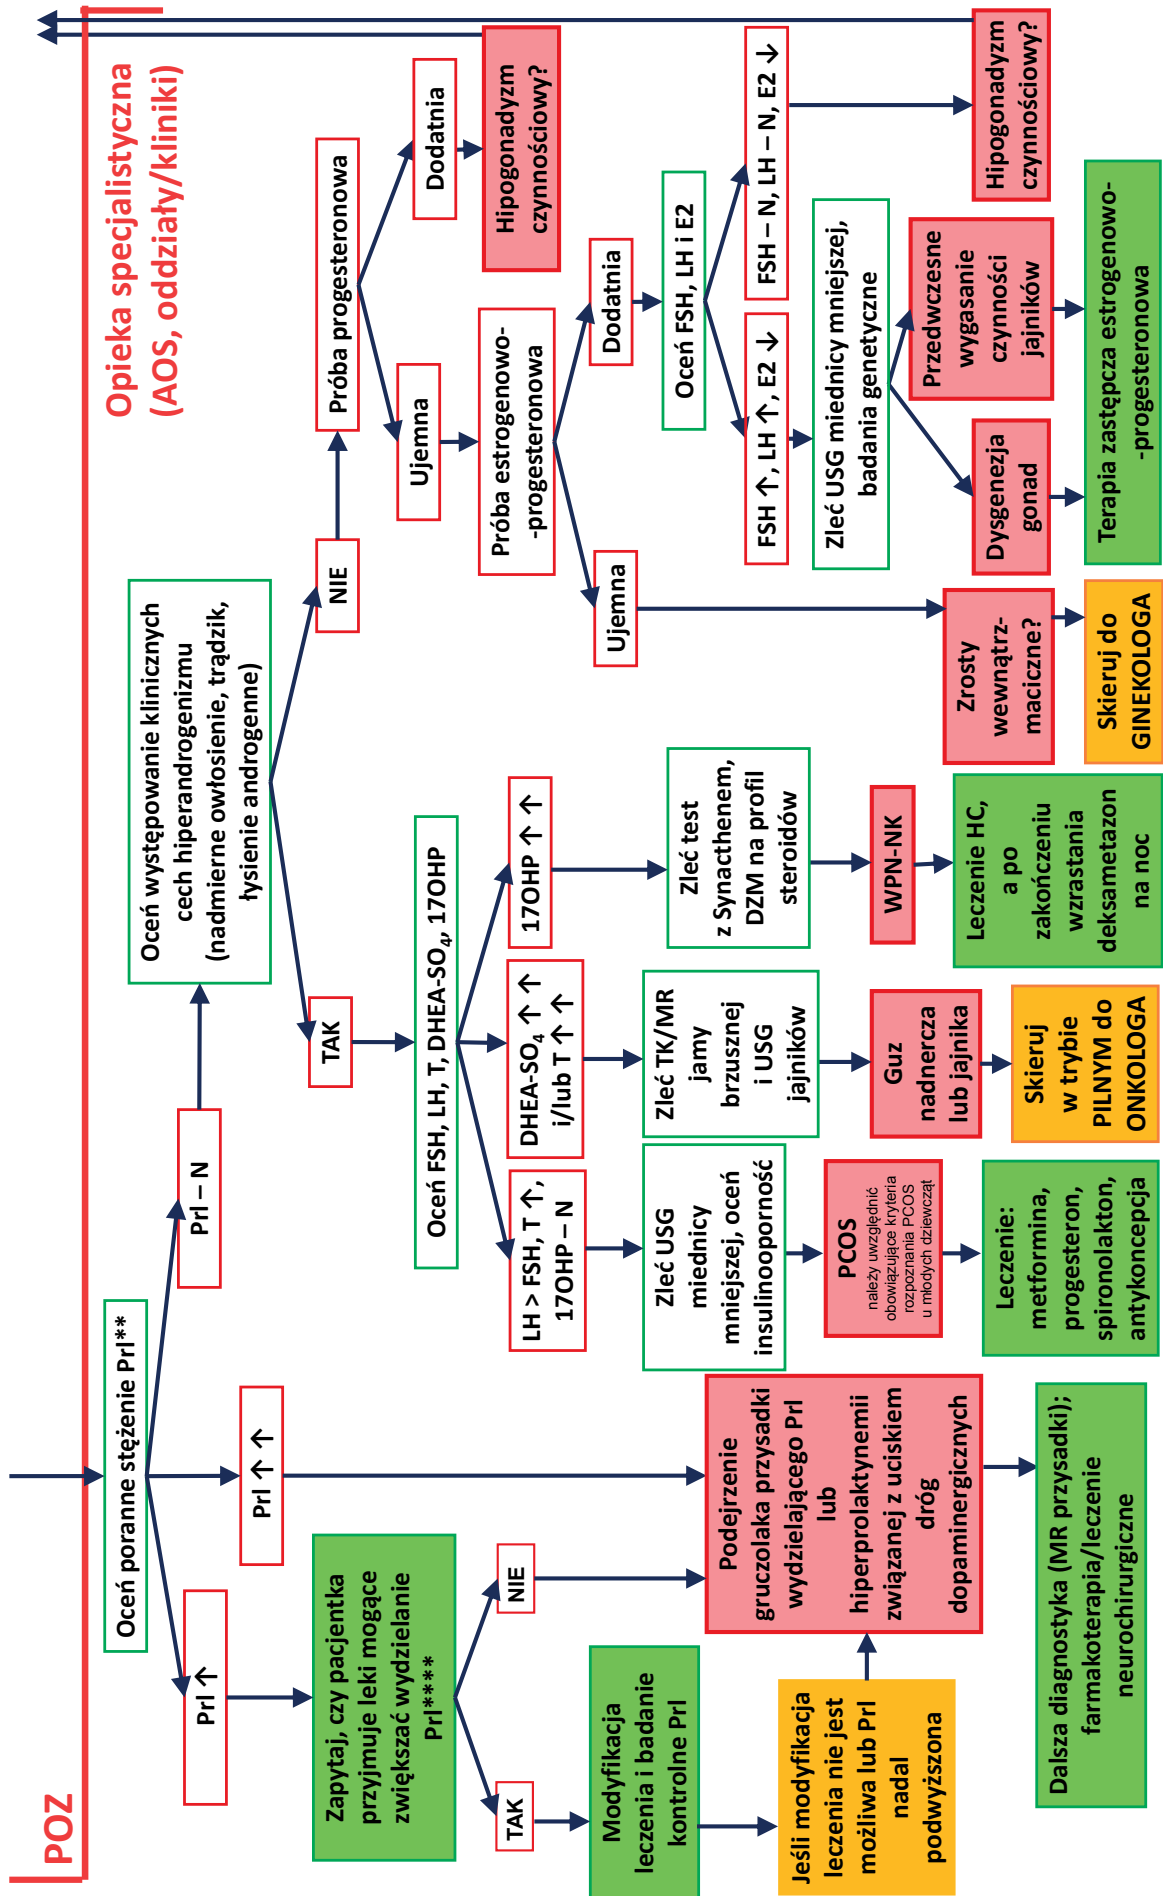 POZ
Opieka specjalistyczna
(AOS, oddziały/kliniki)
Oceń poranne stężenie Prl**
Prl ↑
Prl ↑ ↑
Prl – N
Zapytaj, czy pacjentka
przyjmuje leki mogące
zwiększać wydzielanie
Prl****
TAK
NIE
Modyfikacja
leczenia i badanie
kontrolne Prl
Jeśli modyfikacja
leczenia nie jest
możliwa lub Prl
nadal
podwyższona
Podejrzenie
gruczolaka przysadki
wydzielającego Prl
lub
hiperprolaktynemii
związanej z uciskiem
dróg
dopaminergicznych
Dalsza diagnostyka (MR przysadki);
farmakoterapia/leczenie
neurochirurgiczne
Oceń występowanie klinicznych
cech hiperandrogenizmu
(nadmierne owłosienie, trądzik,
łysienie androgenne)
TAK
NIE
Oceń FSH, LH, T, DHEA-SO₄, 17OHP
LH > FSH, T ↑,
17OHP – N
DHEA-SO₄ ↑ ↑
i/lub T ↑ ↑
17OHP ↑ ↑
Zleć USG
miednicy
mniejszej, oceń
insulinooporność
Zleć TK/MR
jamy
brzusznej
i USG
jajników
Zleć test
z Synacthenem,
DZM na profil
steroidów
PCOS
należy uwzględnić
obowiązujące kryteria
rozpoznania PCOS
u młodych dziewcząt
Guz
nadnercza
lub jajnika
WPN-NK
Leczenie:
metformina,
progesteron,
spironolakton,
antykoncepcja
Skieruj
w trybie
PILNYM do
ONKOLOGA
Leczenie HC,
a po
zakończeniu
wzrastania
deksametazon
na noc
Próba progesteronowa
Ujemna
Dodatnia
Próba estrogenowo-
-progesteronowa
Hipogonadyzm
czynnościowy?
Ujemna
Dodatnia
Oceń FSH, LH i E2
FSH ↑, LH ↑, E2 ↓
FSH – N, LH – N, E2 ↓
Zleć USG miednicy mniejszej,
badania genetyczne
Zrosty
wewnątrz-
maciczne?
Dysgenezja
gonad
Przedwczesne
wygasanie
czynności
jajników
Hipogonadyzm
czynnościowy?
Skieruj do
GINEKOLOGA
Terapia zastępcza estrogenowo-
-progesteronowa